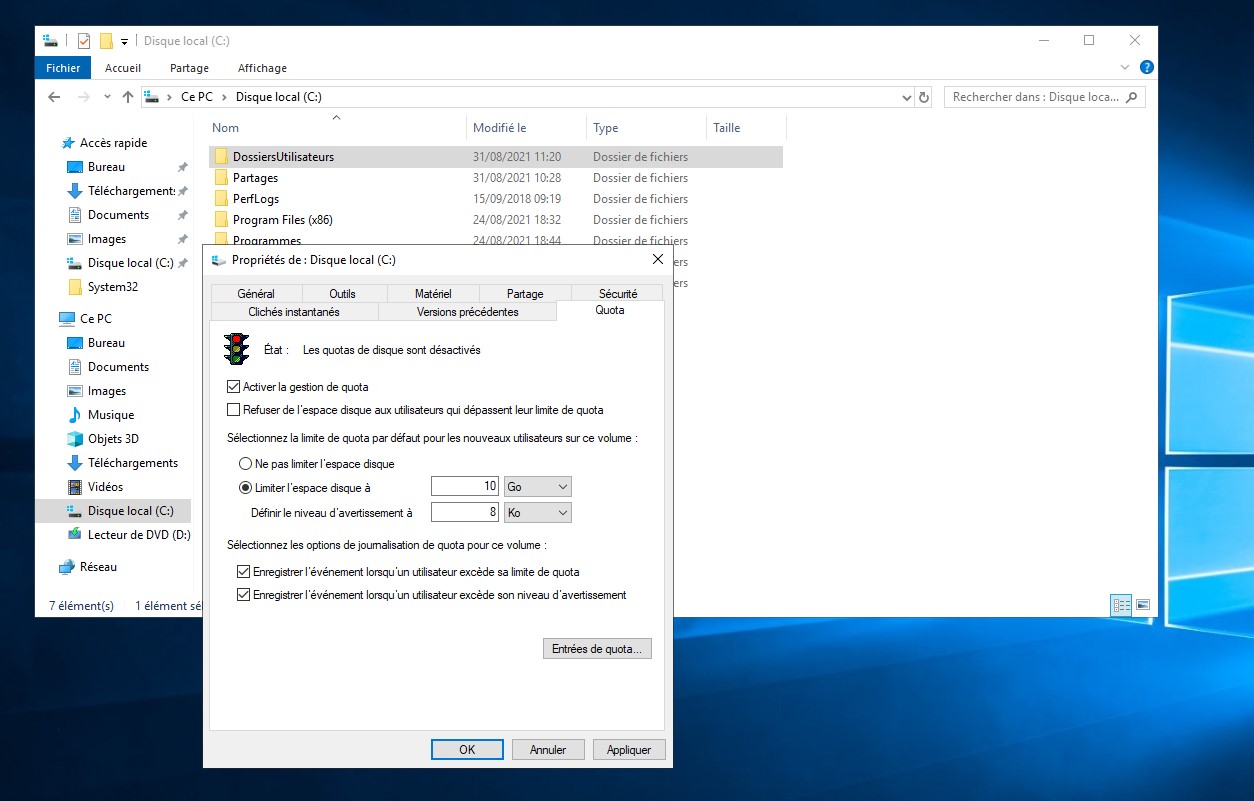 Disque local (C:)
Fichier Accueil Partage Affichage
Ce PC Disque local (C:) Rechercher dans : Disque loca...
Nom Modifié le Type Taille
Accès rapide
Bureau
Téléchargements
Documents
Images
Disque local (C:)
System32
Ce PC
Bureau
Documents
Images
Musique
Objets 3D
Téléchargements
Vidéos
Disque local (C:)
Lecteur de DVD (D:)
Réseau
DossiersUtilisateurs 31/08/2021 11:20 Dossier de fichiers
Partages 31/08/2021 10:28 Dossier de fichiers
PerfLogs 15/09/2018 09:19 Dossier de fichiers
Program Files (x86) 24/08/2021 18:32 Dossier de fichiers
Programmes 24/08/2021 18:44 Dossier de fichiers
ers
ers
7 élément(s) 1 élément sé
Propriétés de : Disque local (C:)
Général Outils Matériel Partage Sécurité
Clichés instantanés Versions précédentes Quota
État : Les quotas de disque sont désactivés
Activer la gestion de quota
Refuser de l'espace disque aux utilisateurs qui dépassent leur limite de quota
Sélectionnez la limite de quota par défaut pour les nouveaux utilisateurs sur ce volume :
Ne pas limiter l'espace disque
Limiter l'espace disque à 10 Go
Définir le niveau d'avertissement à 8 Ko
Sélectionnez les options de journalisation de quota pour ce volume :
Enregistrer l'événement lorsqu'un utilisateur excède sa limite de quota
Enregistrer l'événement lorsqu'un utilisateur excède son niveau d'avertissement
Entrées de quota...
OK Annuler Appliquer